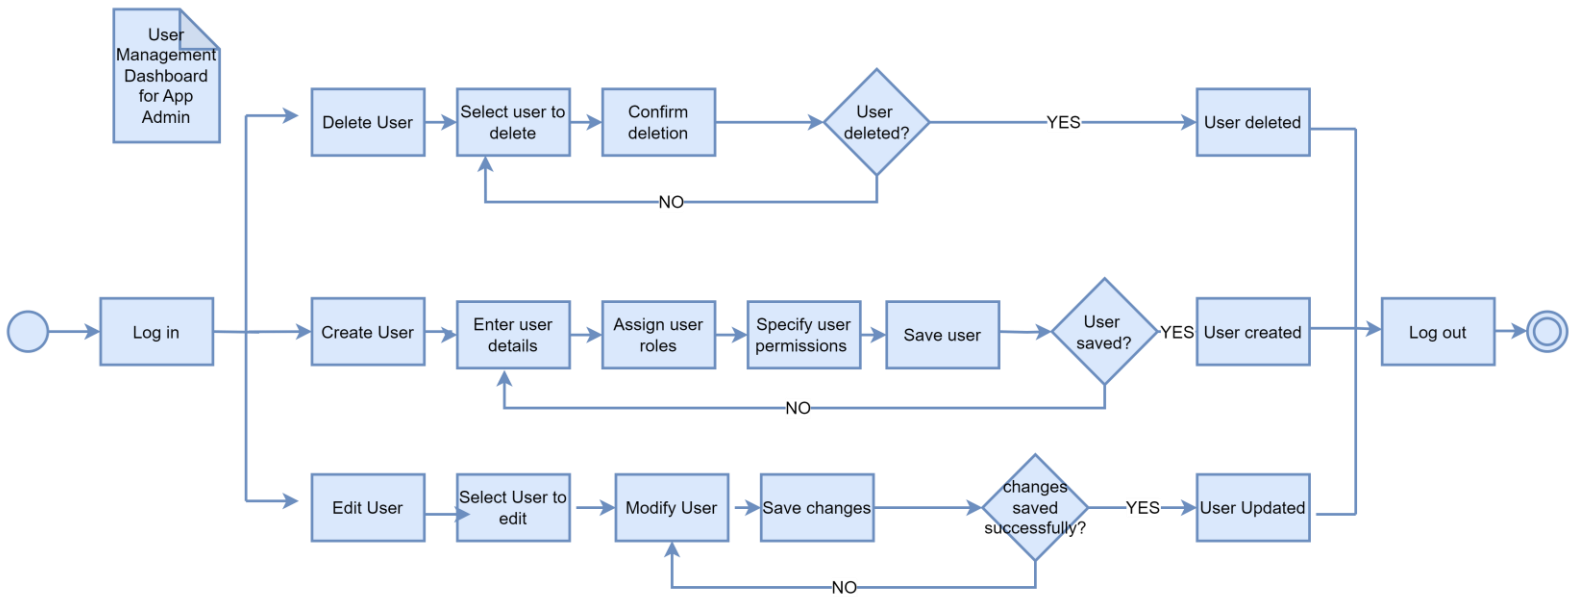 User
Management
Dashboard
for App
Admin
Delete User
Select user to
delete
Confirm
deletion
User
deleted?
YES
User deleted
NO
Log in
Create User
Enter user
details
Assign user
roles
Specify user
permissions
Save user
User
saved?
YES
User created
Log out
NO
Edit User
Select User to
edit
Modify User
Save changes
changes
saved
successfully?
YES
User Updated
NO